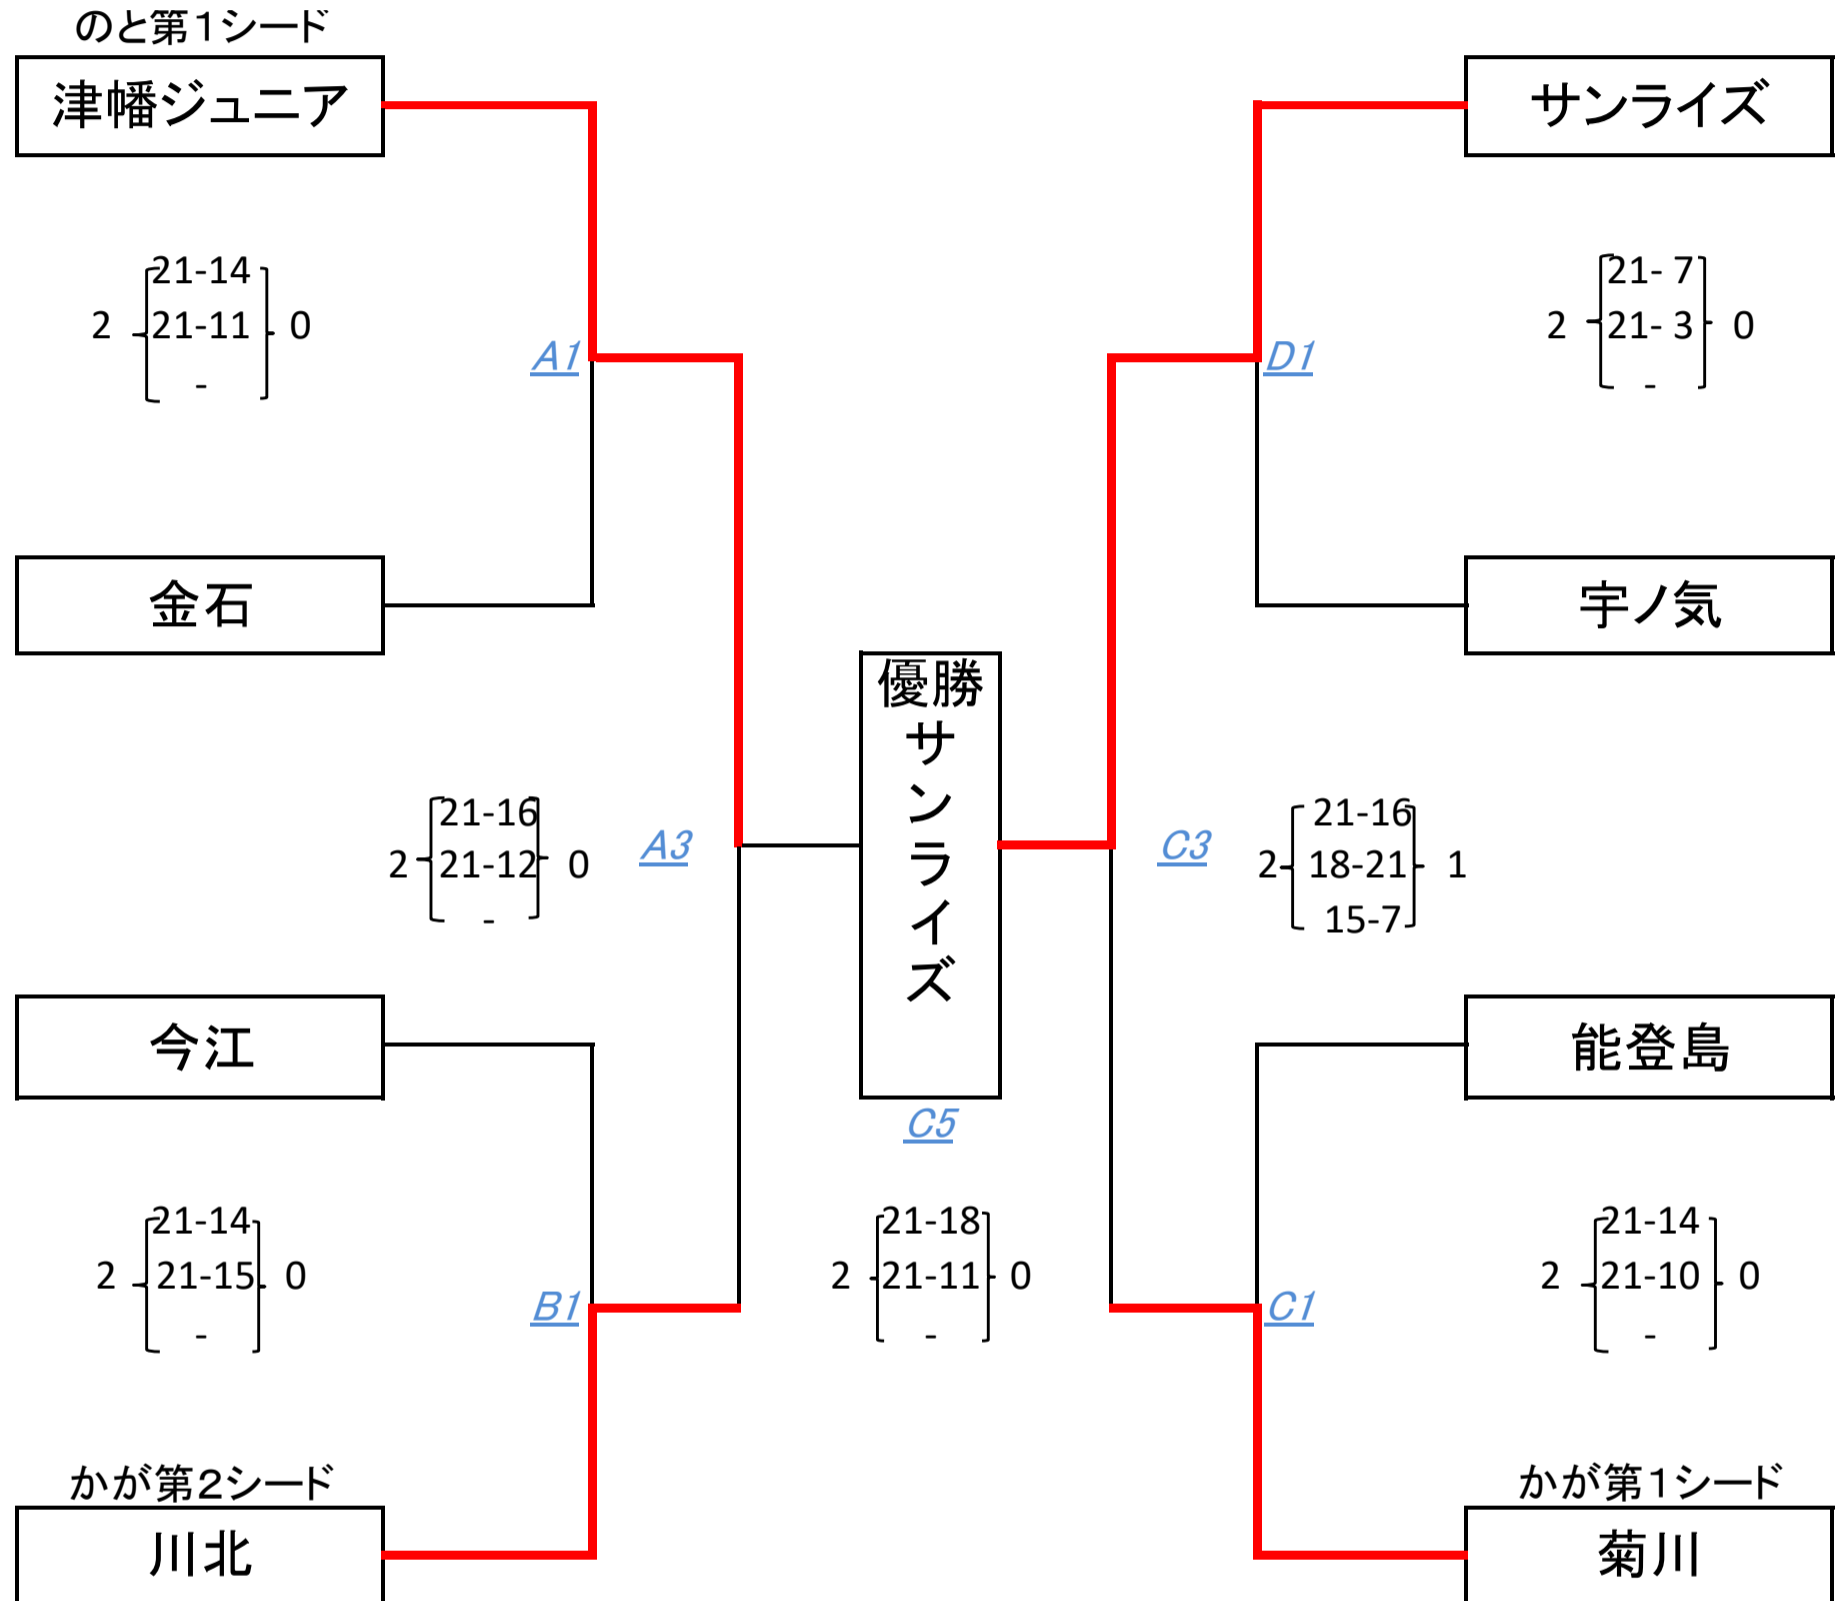 のと第１シード
津幡ジュニア
サンライズ
21-14
2 21-11 0
-
A1
D1
21- 7
2 21- 3 0
-
金石
宇ノ気
優勝
サンライズ
21-16
2 21-12 0
-
A3
C3
21-16
2 18-21 1
15-7
今江
能登島
C5
21-14
2 21-15 0
-
B1
21-18
2 21-11 0
-
C1
21-14
2 21-10 0
-
かが第２シード
川北
かが第１シード
菊川